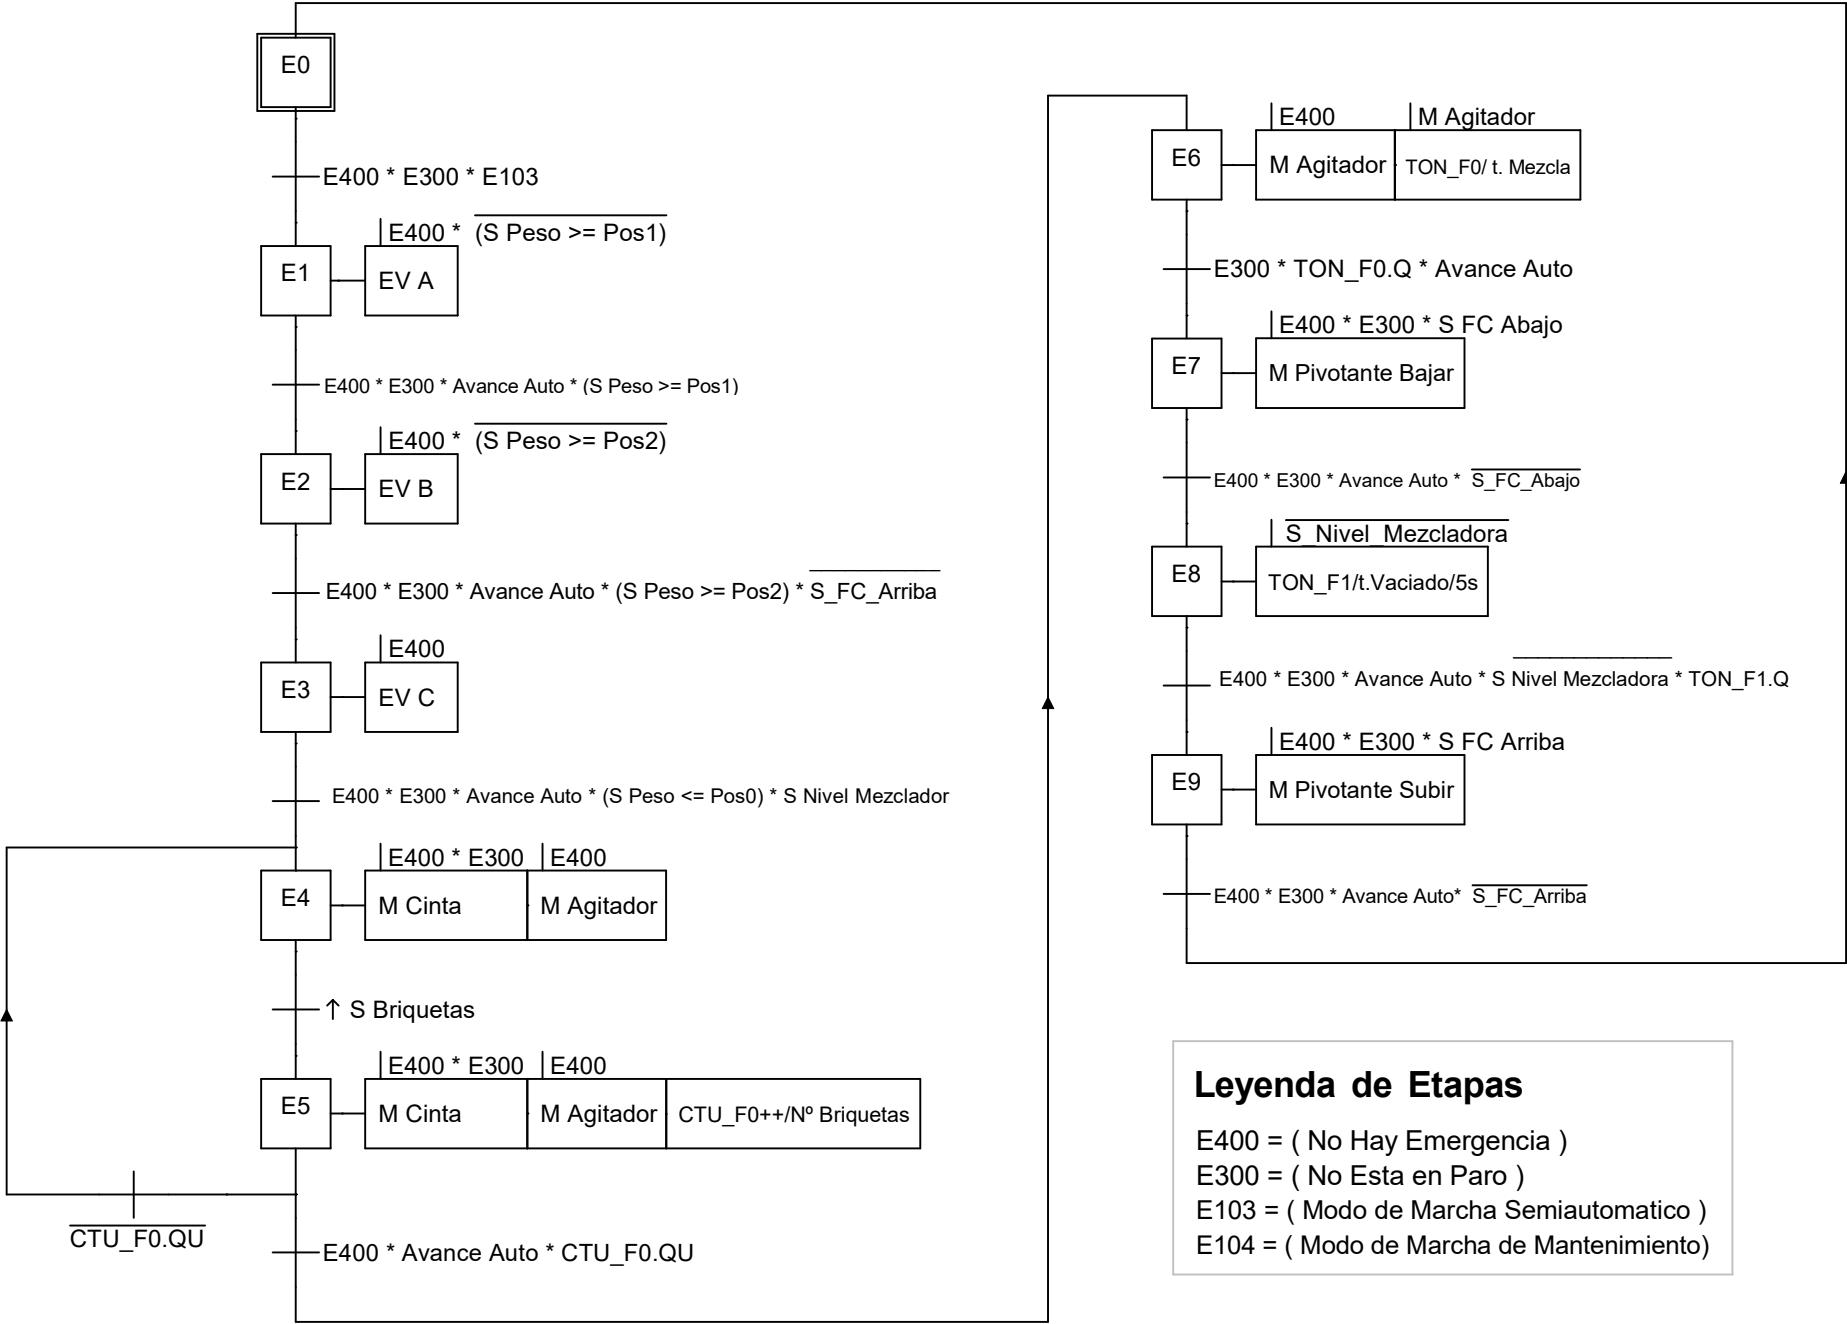 E0
E400 * E300 * E103
E400 * (S Peso >= Pos1)
E1
EV A
E400 * E300 * Avance Auto * (S Peso >= Pos1)
E400 * (S Peso >= Pos2)
E2
EV B
E400 * E300 * Avance Auto * (S Peso >= Pos2) * S_FC_Arriba
E400
E3
EV C
E400 * E300 * Avance Auto * (S Peso <= Pos0) * S Nivel Mezclador
E400 * E300
E400
E4
M Cinta
M Agitador
↑ S Briquetas
E400 * E300
E400
E5
M Cinta
M Agitador
CTU_F0++/Nº Briquetas
CTU_F0.QU
E400 * Avance Auto * CTU_F0.QU
E400
M Agitador
E6
M Agitador
TON_F0/ t. Mezcla
E300 * TON_F0.Q * Avance Auto
E400 * E300 * S FC Abajo
E7
M Pivotante Bajar
E400 * E300 * Avance Auto * S_FC_Abajo
S_Nivel_Mezcladora
E8
TON_F1/t.Vaciado/5s
E400 * E300 * Avance Auto * S Nivel Mezcladora * TON_F1.Q
E400 * E300 * S FC Arriba
E9
M Pivotante Subir
E400 * E300 * Avance Auto* S_FC_Arriba
Leyenda de Etapas
E400 = ( No Hay Emergencia )
E300 = ( No Esta en Paro )
E103 = ( Modo de Marcha Semiautomatico )
E104 = ( Modo de Marcha de Mantenimiento)